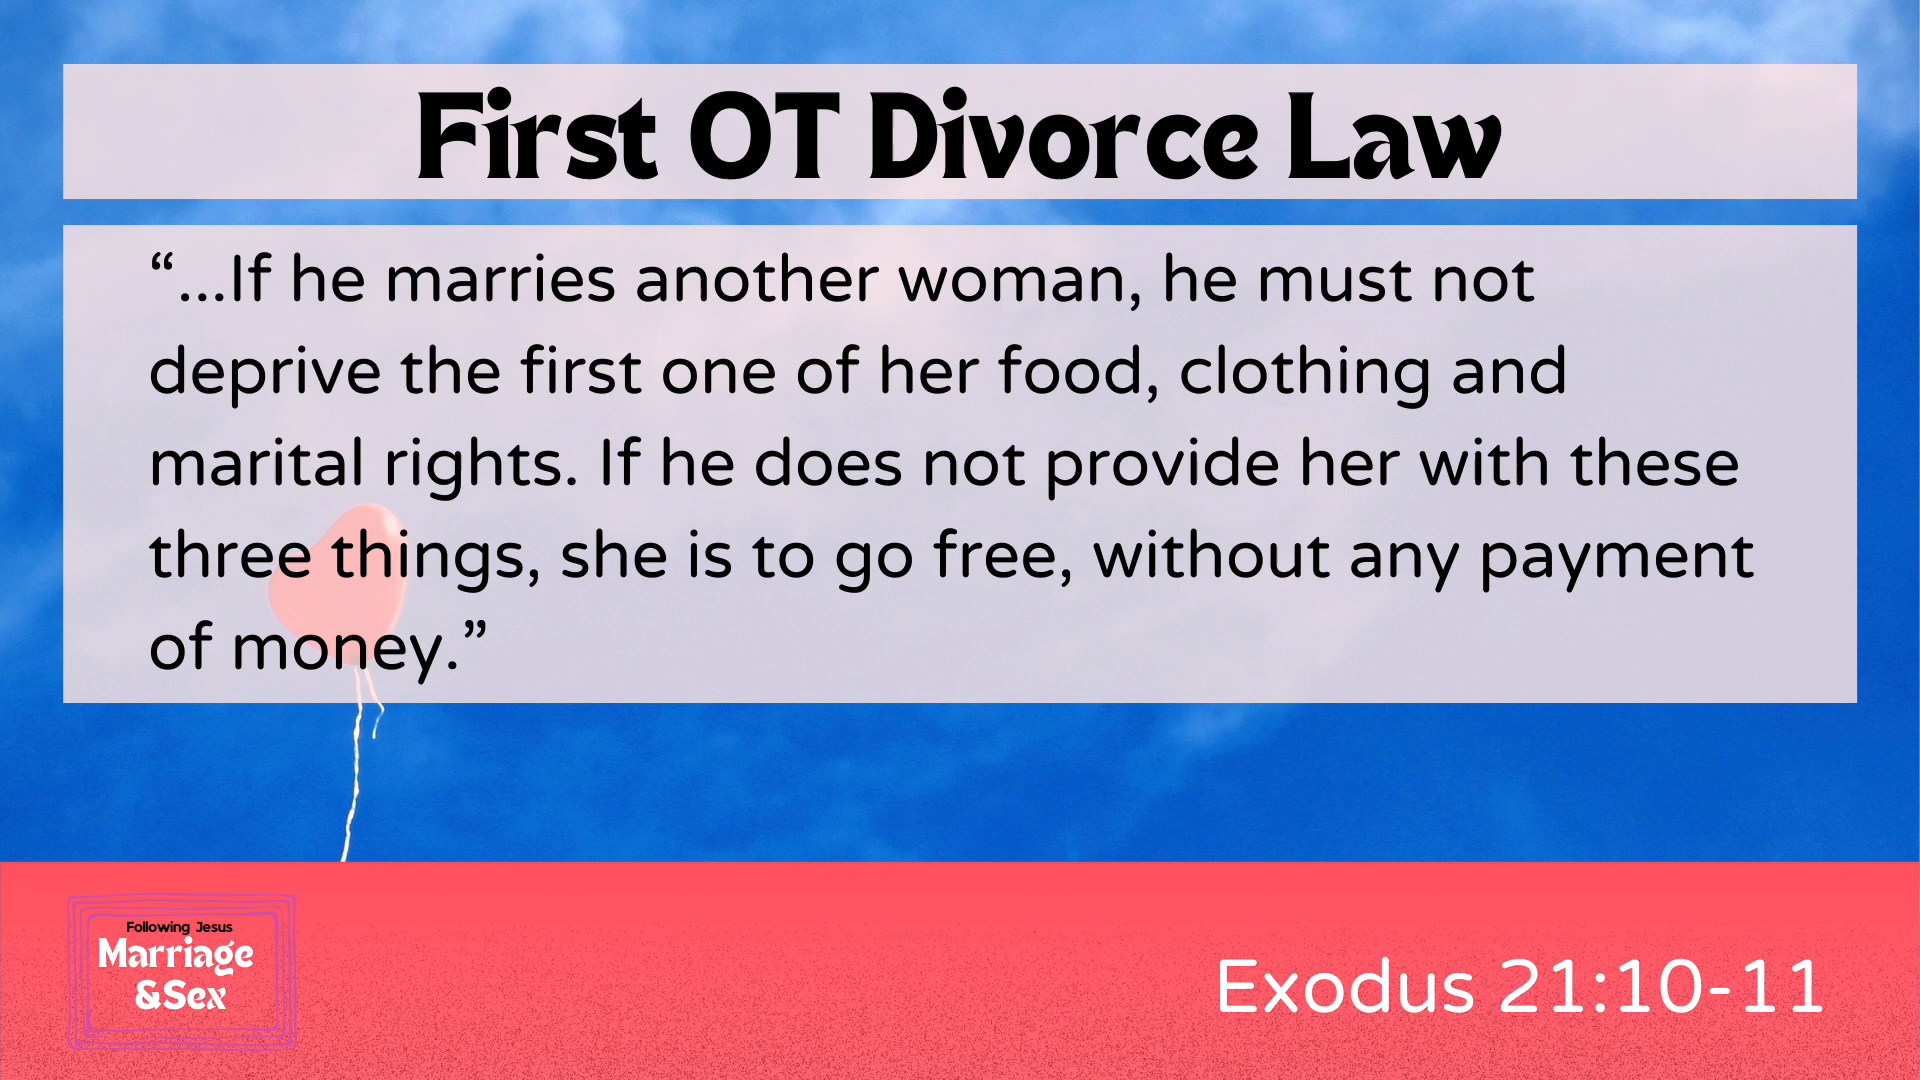 First OT Divorce Law
“...If he marries another woman, he must not
deprive the first one of her food, clothing and
marital rights. If he does not provide her with these
three things, she is to go free, without any payment
of money.”
Following Jesus
Marriage
&Sex
Exodus 21:10-11